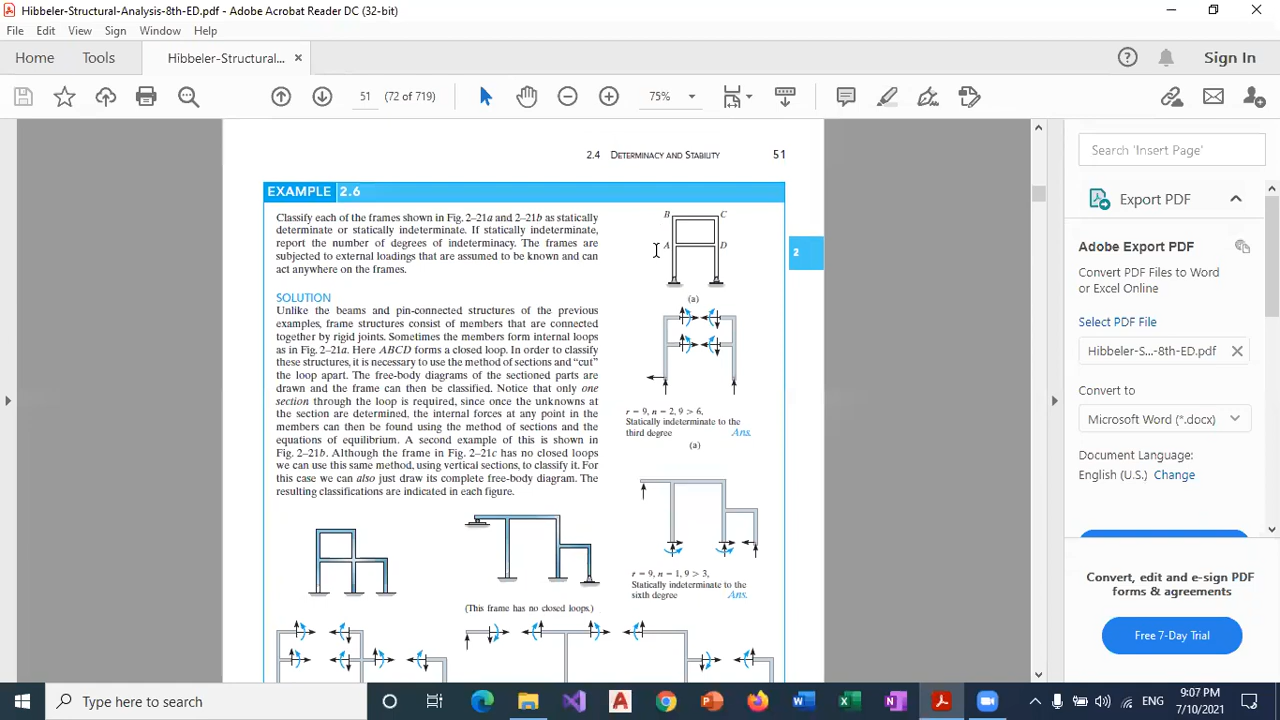 Hibbeler-Structural-Analysis-8th-ED.pdf - Adobe Acrobat Reader DC (32-bit)
File Edit View Sign Window Help
Home Tools Hibbeler-Structural... × Sign In
51 (72 of 719) 75%
2.4 DETERMINACY AND STABILITY 51
EXAMPLE 2.6
Classify each of the frames shown in Fig. 2–21a and 2–21b as statically
determinate or statically indeterminate. If statically indeterminate,
report the number of degrees of indeterminacy. The frames are
subjected to external loadings that are assumed to be known and can
act anywhere on the frames.
SOLUTION
Unlike the beams and pin-connected structures of the previous
examples, frame structures consist of members that are connected
together by rigid joints. Sometimes the members form internal loops
as in Fig. 2–21a. Here ABCD forms a closed loop. In order to classify
these structures, it is necessary to use the method of sections and “cut”
the loop apart. The free-body diagrams of the sectioned parts are
drawn and the frame can then be classified. Notice that only one
section through the loop is required, since once the unknowns at
the section are determined, the internal forces at any point in the
members can then be found using the method of sections and the
equations of equilibrium. A second example of this is shown in
Fig. 2–21b. Although the frame in Fig. 2–21c has no closed loops
we can use this same method, using vertical sections, to classify it. For
this case we can also just draw its complete free-body diagram. The
resulting classifications are indicated in each figure.
B C
A D
(a)
r = 9, n = 2, 9 > 6,
Statically indeterminate to the
third degree Ans.
(a)
r = 9, n = 1, 9 > 3,
Statically indeterminate to the
sixth degree Ans.
(This frame has no closed loops.)
2
Search 'Insert Page'
Export PDF
Adobe Export PDF
Convert PDF Files to Word
or Excel Online
Select PDF File
Hibbeler-S...-8th-ED.pdf
Convert to
Microsoft Word (*.docx)
Document Language:
English (U.S.) Change
Convert, edit and e-sign PDF
forms & agreements
Free 7-Day Trial
Type here to search
ENG
9:07 PM
7/10/2021